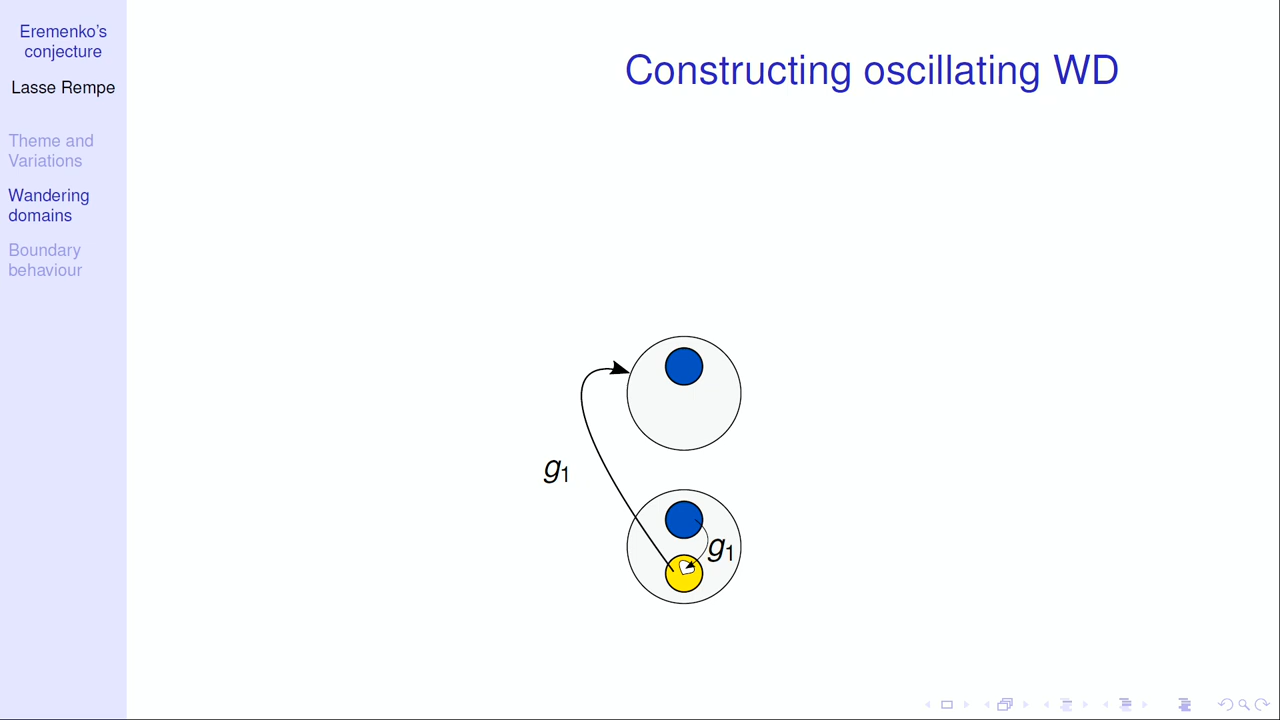 Eremenko's
conjecture
Lasse Rempe
Theme and
Variations
Wandering
domains
Boundary
behaviour
Constructing oscillating WD
g1
g1